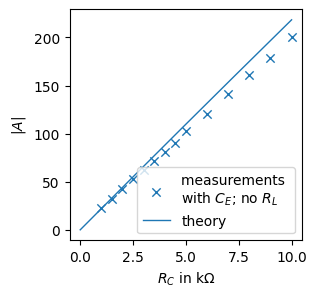 200
150
100
50
0
|A|
measurements
with C_E; no R_L
theory
0.0 2.5 5.0 7.5 10.0
R_C in kΩ